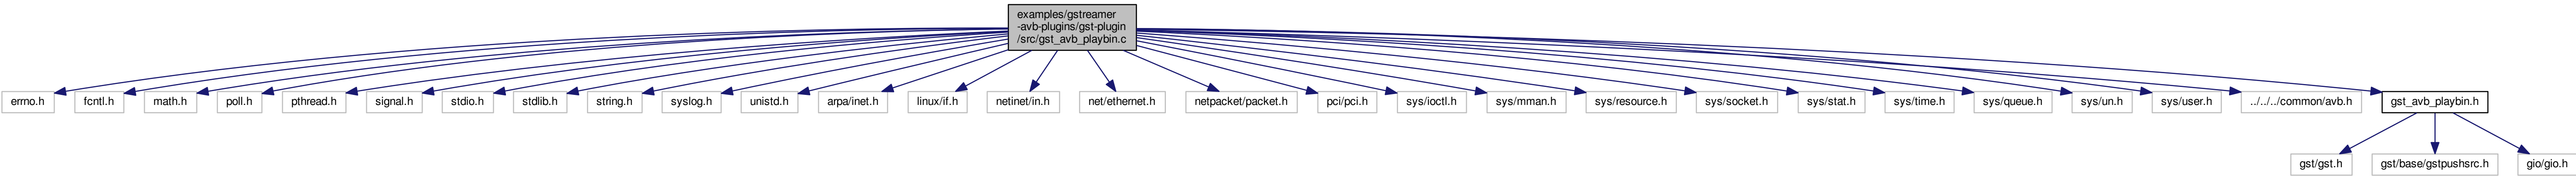 examples/gstreamer
-avb-plugins/gst-plugin
/src/gst_avb_playbin.c
errno.h
fcntl.h
math.h
poll.h
pthread.h
signal.h
stdio.h
stdlib.h
string.h
syslog.h
unistd.h
arpa/inet.h
linux/if.h
netinet/in.h
net/ethernet.h
netpacket/packet.h
pci/pci.h
sys/ioctl.h
sys/mman.h
sys/resource.h
sys/socket.h
sys/stat.h
sys/time.h
sys/queue.h
sys/un.h
sys/user.h
../../../common/avb.h
gst_avb_playbin.h
gst/gst.h
gst/base/gstpushsrc.h
gio/gio.h